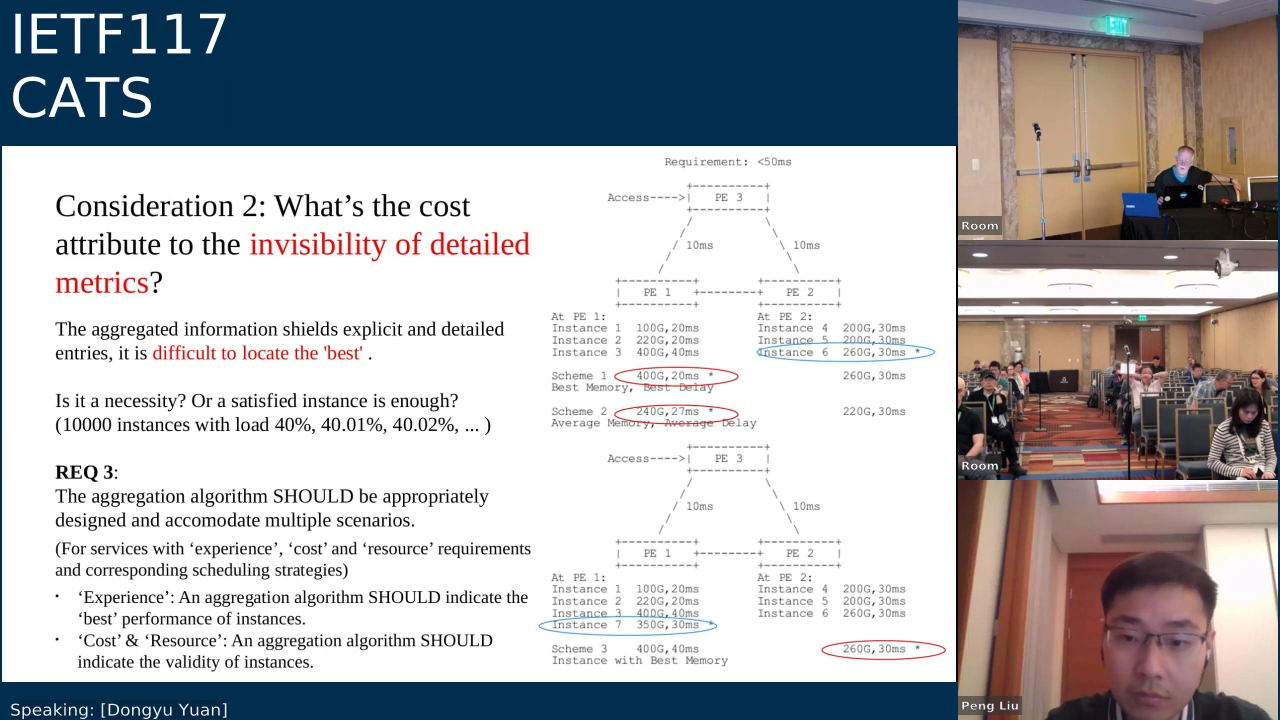 IETF117
CATS
Consideration 2: What's the cost
attribute to the invisibility of detailed
metrics?
The aggregated information shields explicit and detailed
entries, it is difficult to locate the 'best' .
Is it a necessity? Or a satisfied instance is enough?
(10000 instances with load 40%, 40.01%, 40.02%, ... )
REQ 3:
The aggregation algorithm SHOULD be appropriately
designed and accomodate multiple scenarios.
(For services with ‘experience’, ‘cost’ and ‘resource’ requirements
and corresponding scheduling strategies)
• ‘Experience’: An aggregation algorithm SHOULD indicate the
‘best’ performance of instances.
• ‘Cost’ & ‘Resource’: An aggregation algorithm SHOULD
indicate the validity of instances.
Requirement: <50ms
Access---->| PE 3 |
10ms 10ms
| PE 1 +--------+ PE 2 |
At PE 1: At PE 2:
Instance 1 100G,20ms Instance 4 200G,30ms
Instance 2 220G,20ms Instance 5 200G,30ms
Instance 3 400G,40ms Instance 6 260G,30ms *
Scheme 1 400G,20ms * 260G,30ms
Best Memory, Best Delay
Scheme 2 240G,27ms * 220G,30ms
Average Memory, Average Delay
Access---->| PE 3 |
10ms 10ms
| PE 1 +--------+ PE 2 |
At PE 1: At PE 2:
Instance 1 100G,20ms Instance 4 200G,30ms
Instance 2 220G,20ms Instance 5 200G,30ms
Instance 3 400G,40ms Instance 6 260G,30ms
Instance 7 350G,30ms *
Scheme 3 400G,40ms 260G,30ms *
Instance with Best Memory
Speaking: [Dongyu Yuan]
EXIT
Room
Room
Peng Liu